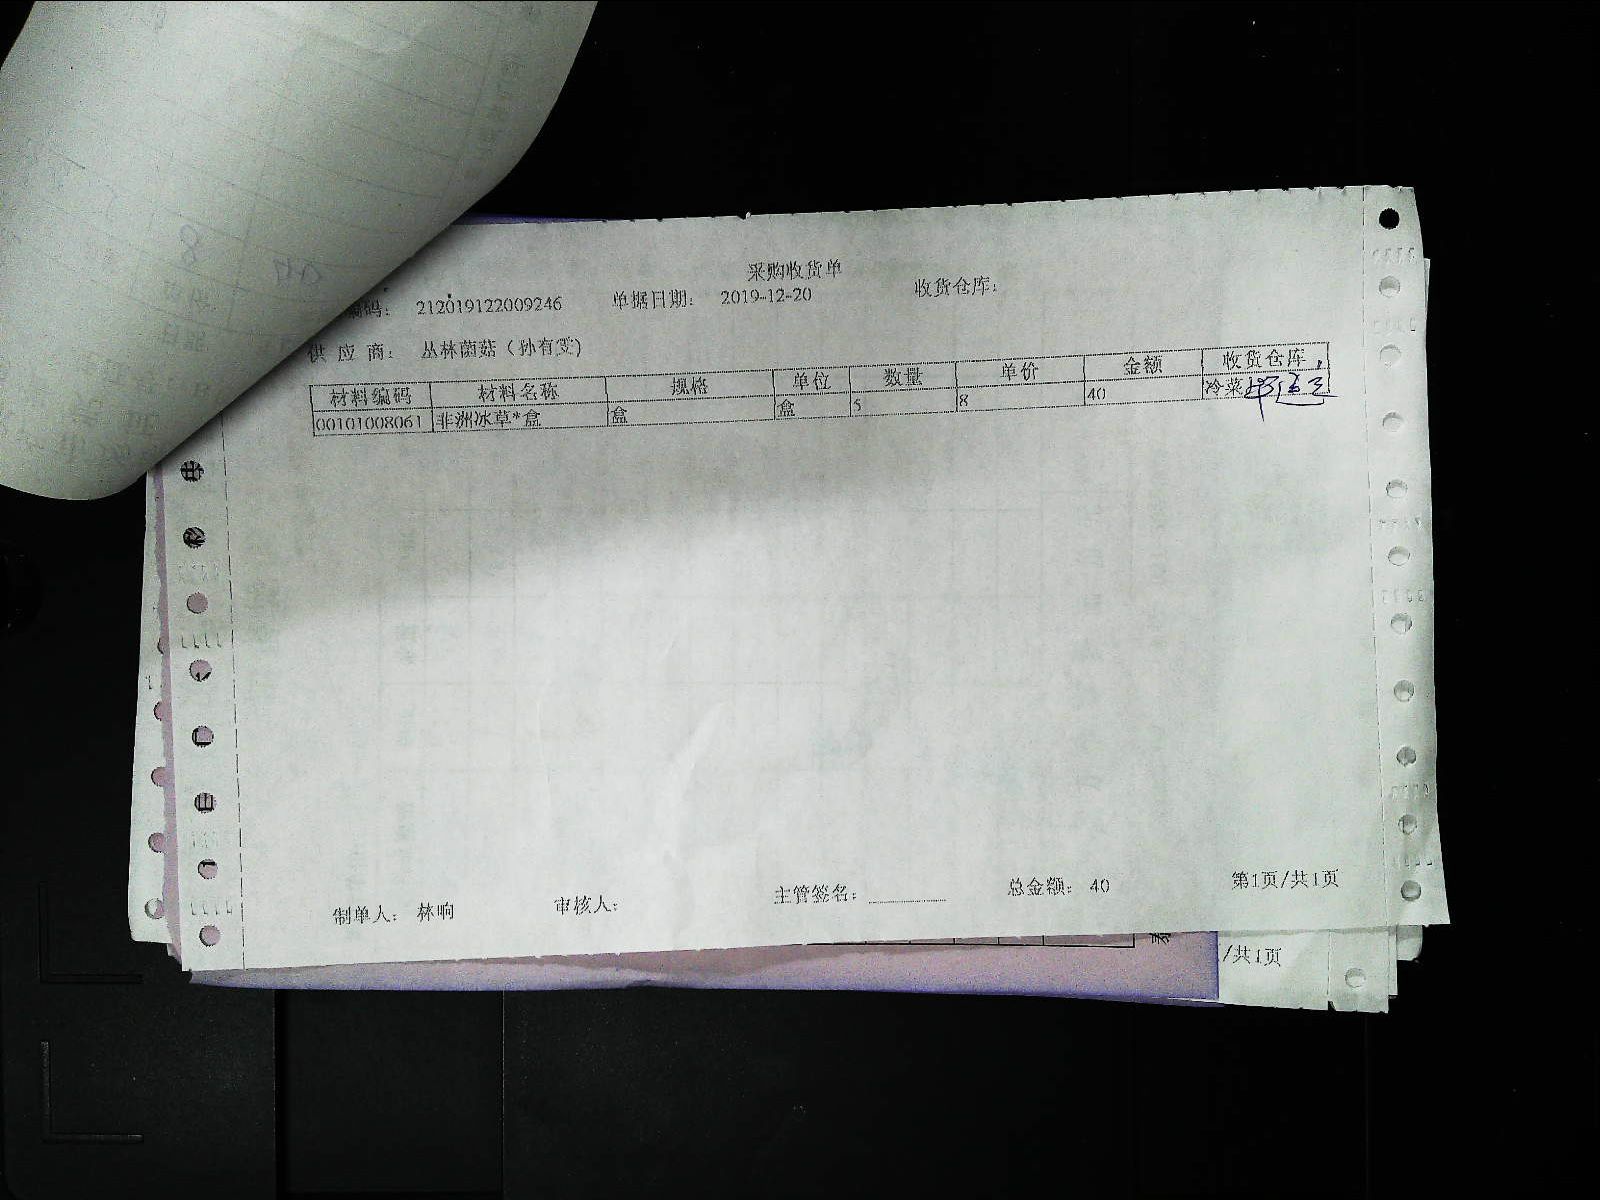 采购收货单
编码： 212019122009246 单据日期： 2019-12-20 收货仓库：
供 应 商： 丛林菌菇（孙有雯）
材料编码 材料名称 规格 单位 数量 单价 金额 收货仓库
00101008061 非洲冰草*盒 盒 盒 5 8 40 冷菜
制单人： 林响 审核人： 主管签名： 总金额： 40 第1页/共1页
/共1页